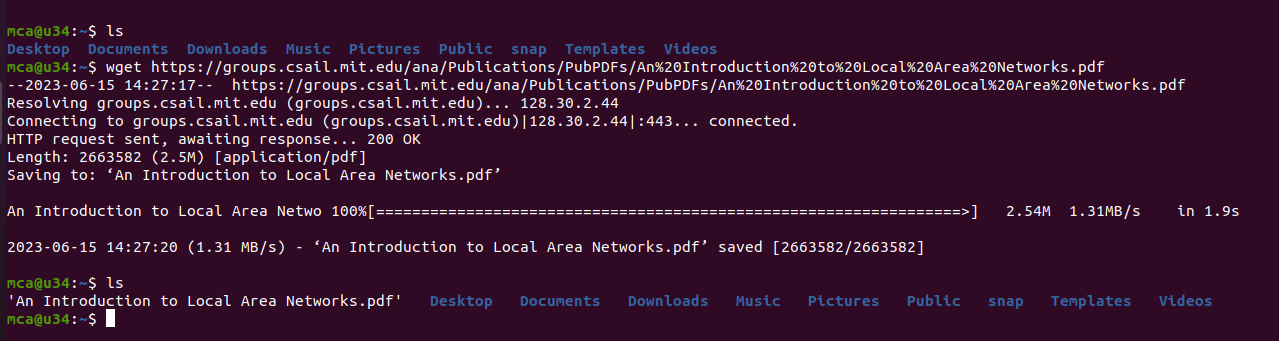 mca@u34:~$ ls
Desktop  Documents  Downloads  Music  Pictures  Public  snap  Templates  Videos
mca@u34:~$ wget https://groups.csail.mit.edu/ana/Publications/PubPDFs/An%20Introduction%20to%20Local%20Area%20Networks.pdf
--2023-06-15 14:27:17--  https://groups.csail.mit.edu/ana/Publications/PubPDFs/An%20Introduction%20to%20Local%20Area%20Networks.pdf
Resolving groups.csail.mit.edu (groups.csail.mit.edu)... 128.30.2.44
Connecting to groups.csail.mit.edu (groups.csail.mit.edu)|128.30.2.44|:443... connected.
HTTP request sent, awaiting response... 200 OK
Length: 2663582 (2.5M) [application/pdf]
Saving to: ‘An Introduction to Local Area Networks.pdf’
An Introduction to Local Area Netwo 100%[=================================================================>]   2.54M  1.31MB/s    in 1.9s
2023-06-15 14:27:20 (1.31 MB/s) - ‘An Introduction to Local Area Networks.pdf’ saved [2663582/2663582]
mca@u34:~$ ls
'An Introduction to Local Area Networks.pdf'   Desktop   Documents   Downloads   Music   Pictures   Public   snap   Templates   Videos
mca@u34:~$